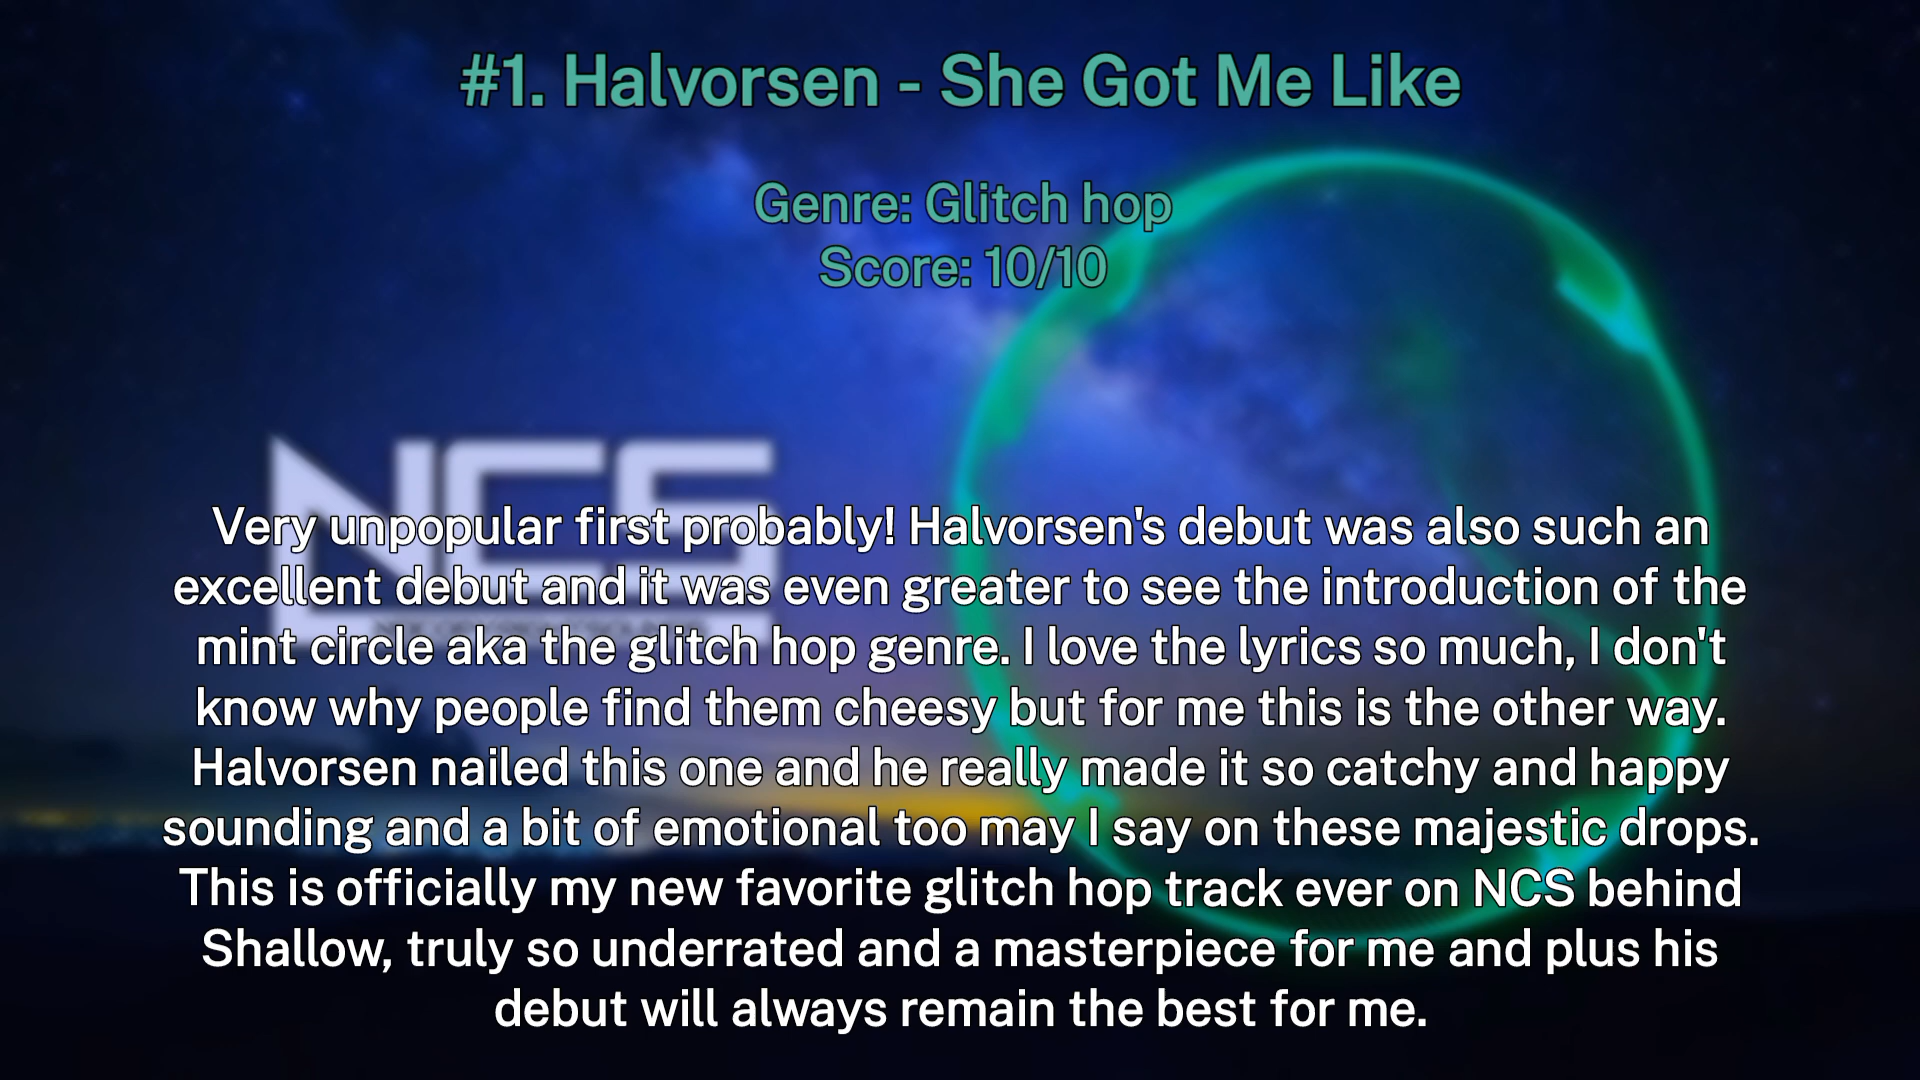 #1. Halvorsen - She Got Me Like
Genre: Glitch hop
Score: 10/10
NCS
Very unpopular first probably! Halvorsen's debut was also such an
excellent debut and it was even greater to see the introduction of the
mint circle aka the glitch hop genre. I love the lyrics so much, I don't
know why people find them cheesy but for me this is the other way.
Halvorsen nailed this one and he really made it so catchy and happy
sounding and a bit of emotional too may I say on these majestic drops.
This is officially my new favorite glitch hop track ever on NCS behind
Shallow, truly so underrated and a masterpiece for me and plus his
debut will always remain the best for me.